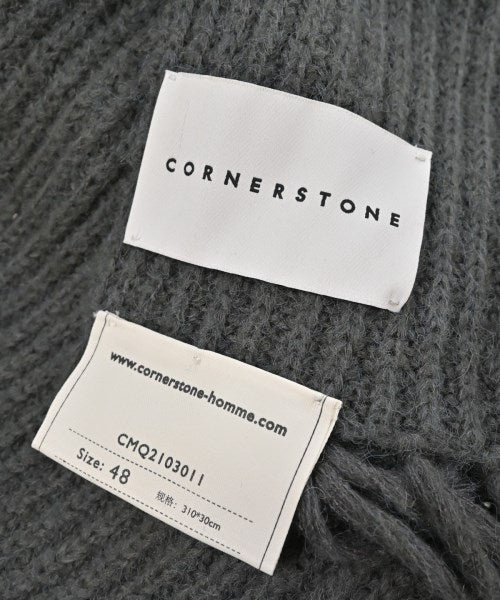 CORNERSTONE
www.cornerstone-homme.com
CMQ2103011
Size: 48 规格: 310*30cm